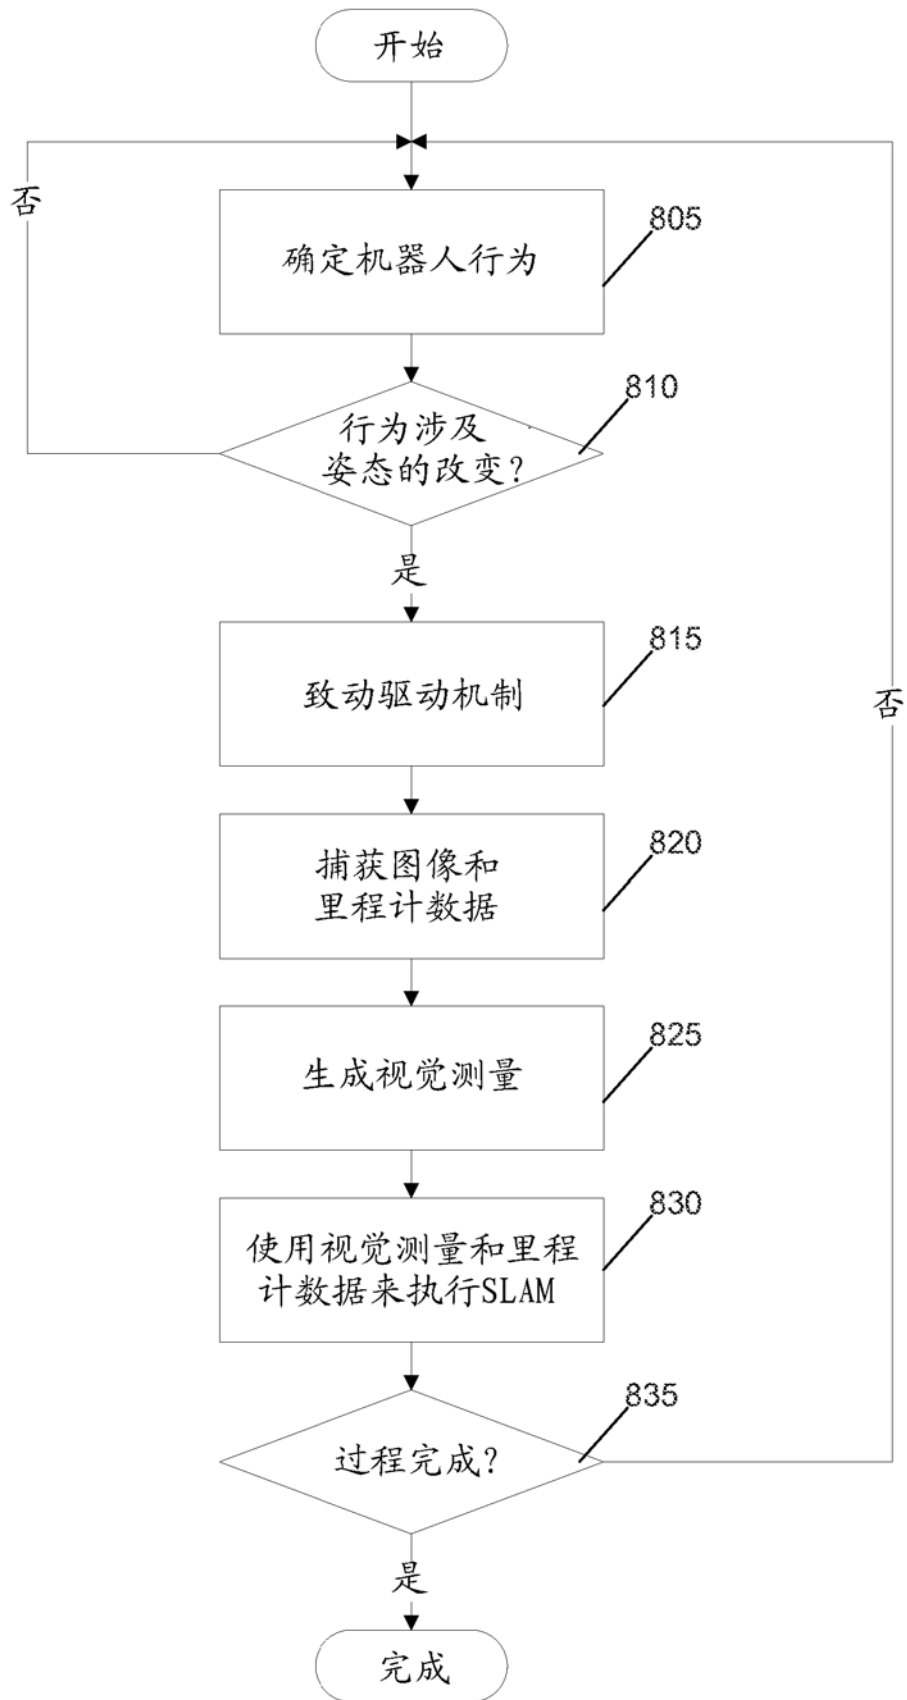 开始
否
805
确定机器人行为
810
行为涉及
姿态的改变?
是
815
致动驱动机制
否
820
捕获图像和
里程计数据
825
生成视觉测量
830
使用视觉测量和里程
计数据来执行SLAM
835
过程完成?
是
完成